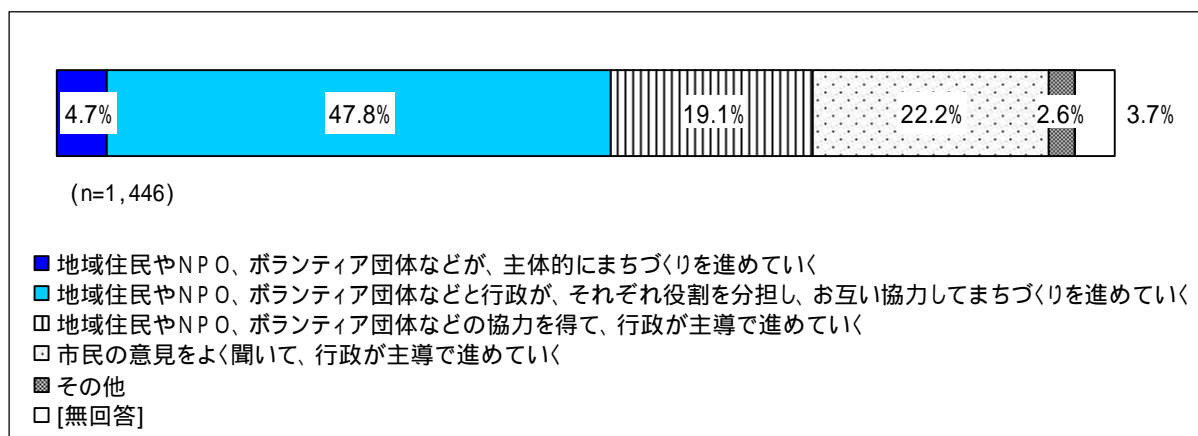 4.7% 47.8% 19.1% 22.2% 2.6% 3.7%
(n=1,446)
地域住民やNPO、ボランティア団体などが、主体的にまちづくりを進めていく
地域住民やNPO、ボランティア団体などと行政が、それぞれ役割を分担し、お互い協力してまちづくりを進めていく
地域住民やNPO、ボランティア団体などの協力を得て、行政が主導で進めていく
市民の意見をよく聞いて、行政が主導で進めていく
その他
[無回答]